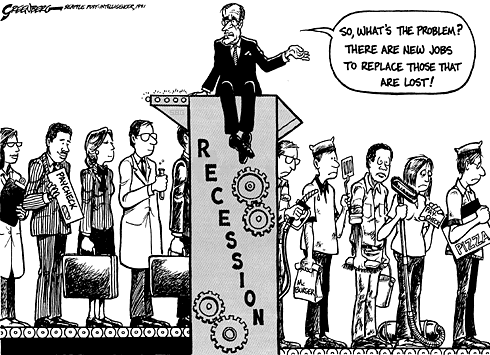 GREENBERG—SEATTLE POST-INTELLIGENCER, 1991
SO, WHAT'S THE PROBLEM?
THERE ARE NEW JOBS
TO REPLACE THOSE THAT
ARE LOST!
RECESSION
PAYCHECK
Mc
BURGER
PIZZA